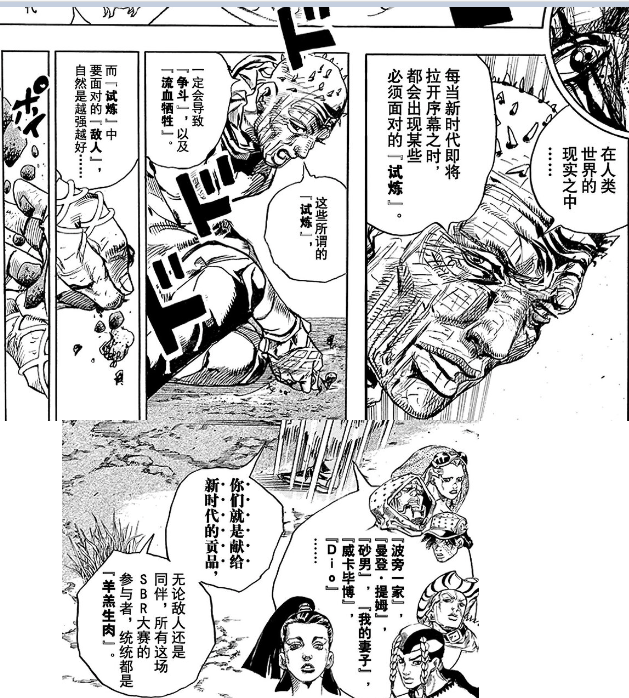 在人类
世界的
现实之中
……
每当新时代即将
拉开序幕之时，
都会出现某些
必须面对的『试炼』。
ドド
这些所谓的
『试炼』，
一定会导致
『争斗』，以及
『流血牺牲』。
ドド
而『试炼』中
要面对的『敌人』，
自然是越强越好……
ポイ
『波旁一家』，
『曼登·提姆』，
『砂男』，『我的妻子』，
『威卡毕博』，
『Dio』
……
你们就是献给
新时代的贡品，
无论敌人还是
同伴，所有这场
SBR大赛的
参与者，统统都是
『羊羔生肉』。